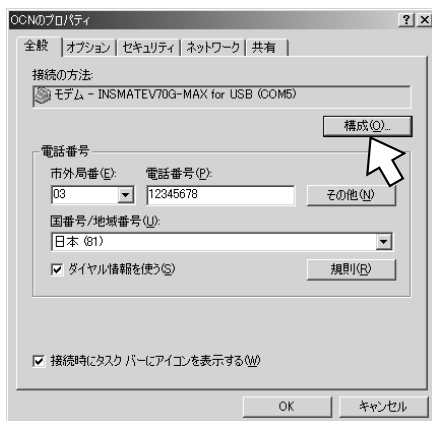 OCNのプロパティ
全般 オプション セキュリティ ネットワーク 共有
接続の方法:
モデム - INSMATEV70G-MAX for USB (COM5)
構成(O)...
電話番号
市外局番(E): 電話番号(P):
03 12345678 その他(N)
国番号/地域番号(U):
日本 (81)
ダイヤル情報を使う(S) 規則(R)
接続時にタスク バーにアイコンを表示する(W)
OK キャンセル